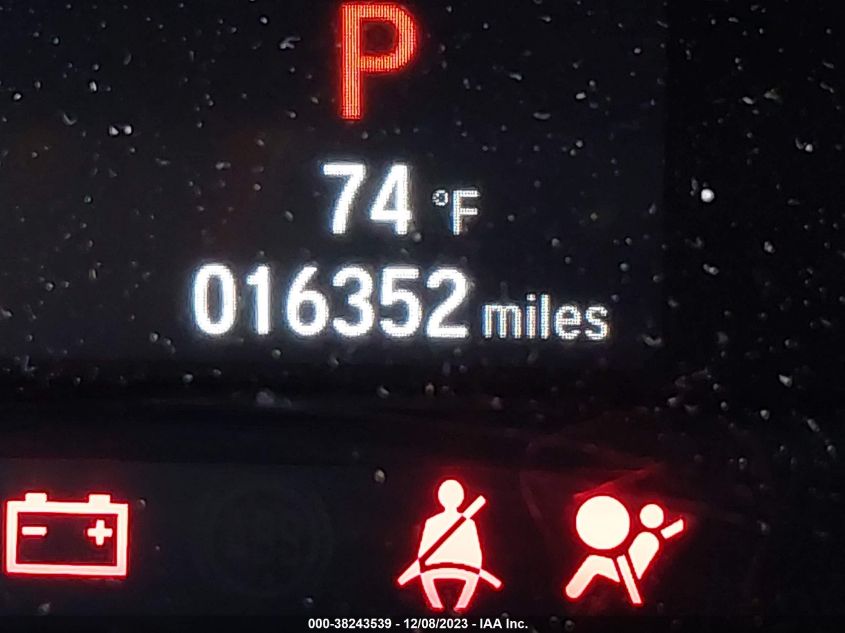 P
74 °F
016352 miles
000-38243539 - 12/08/2023 - IAA Inc.